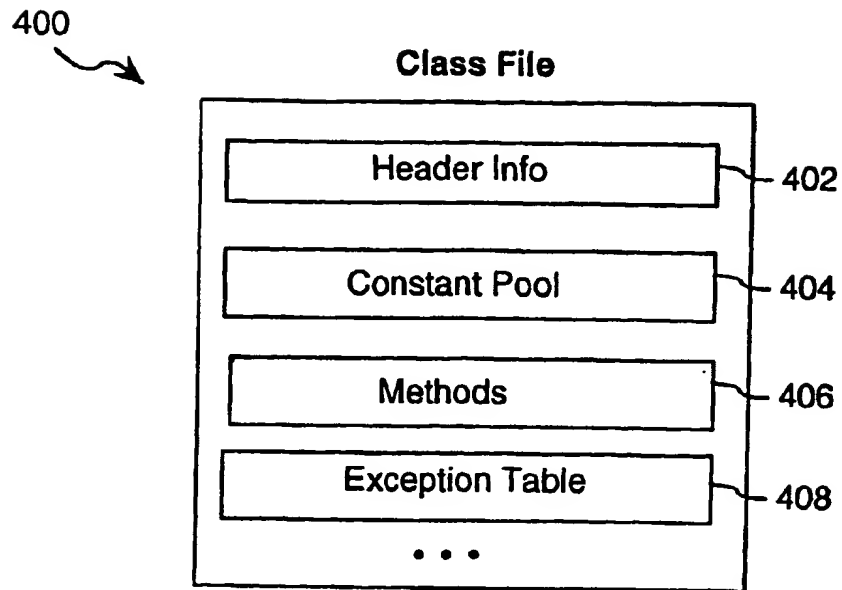 400
Class File
Header Info
402
Constant Pool
404
Methods
406
Exception Table
408
• • •